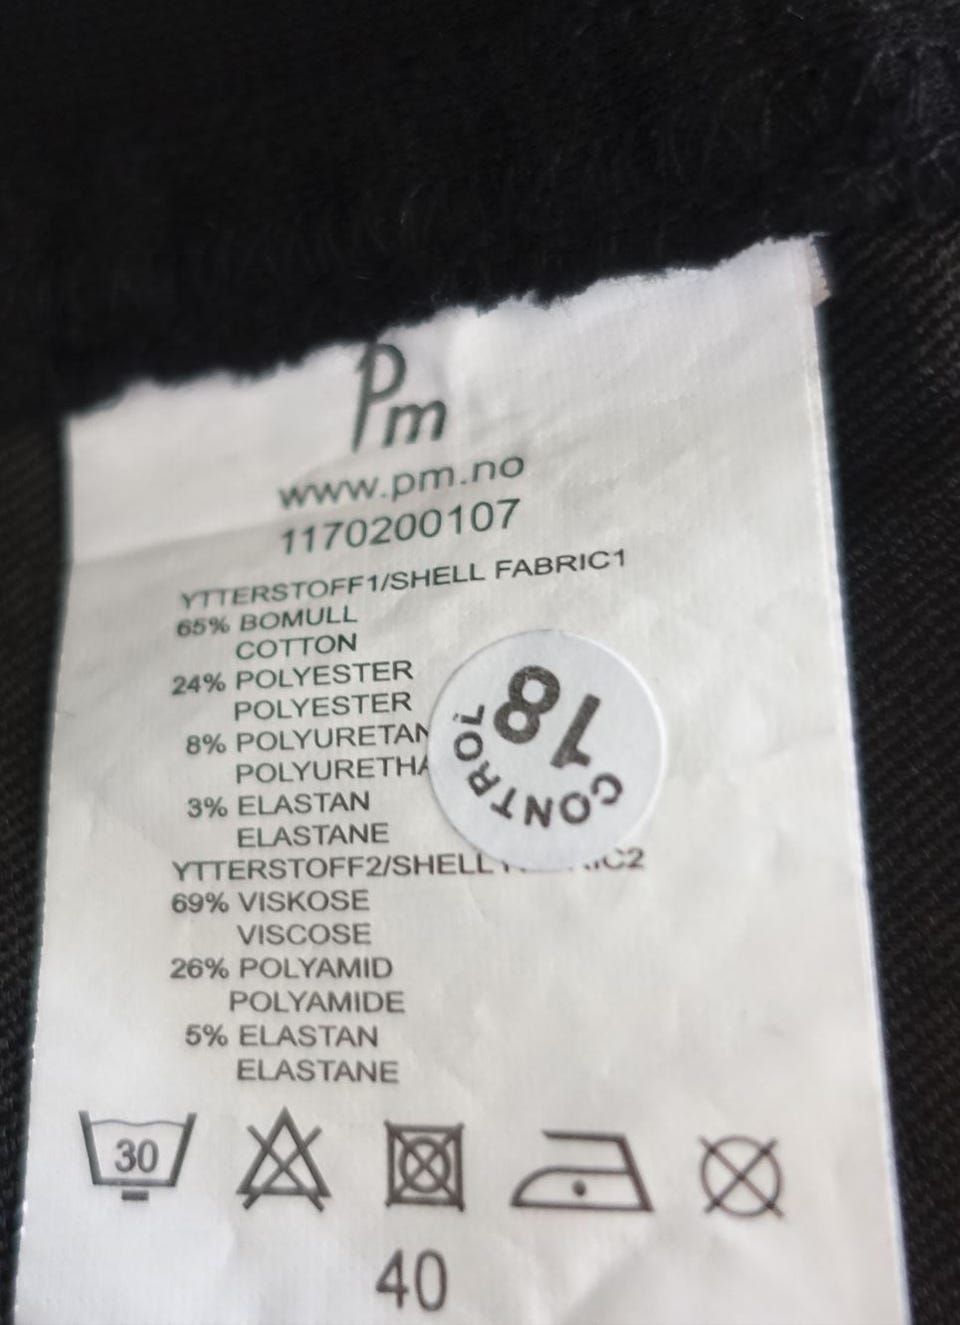 Pm
www.pm.no
1170200107
YTTERSTOFF1/SHELL FABRIC1
65% BOMULL
COTTON
24% POLYESTER
POLYESTER
8% POLYURETAN
POLYURETHA
3% ELASTAN
ELASTANE
YTTERSTOFF2/SHELL
69% VISKOSE
VISCOSE
26% POLYAMID
POLYAMIDE
5% ELASTAN
ELASTANE
30
40
18
CONTROL